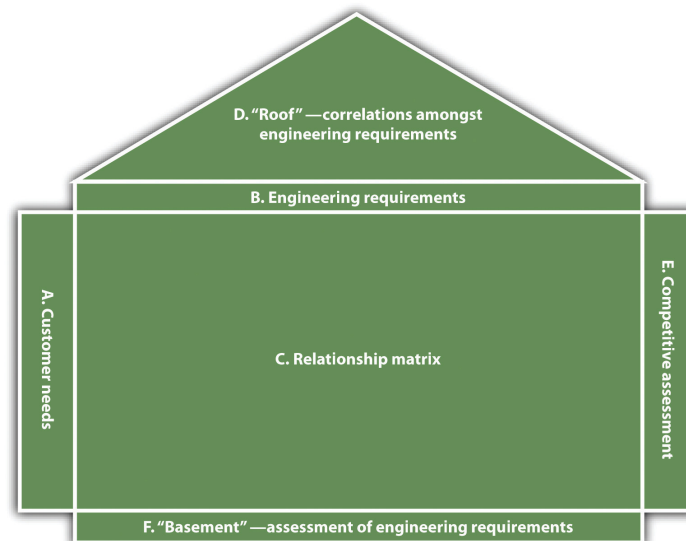 D. “Roof” —correlations amongst
engineering requirements
B. Engineering requirements
A. Customer needs
C. Relationship matrix
E. Competitive assessment
F. “Basement” —assessment of engineering requirements